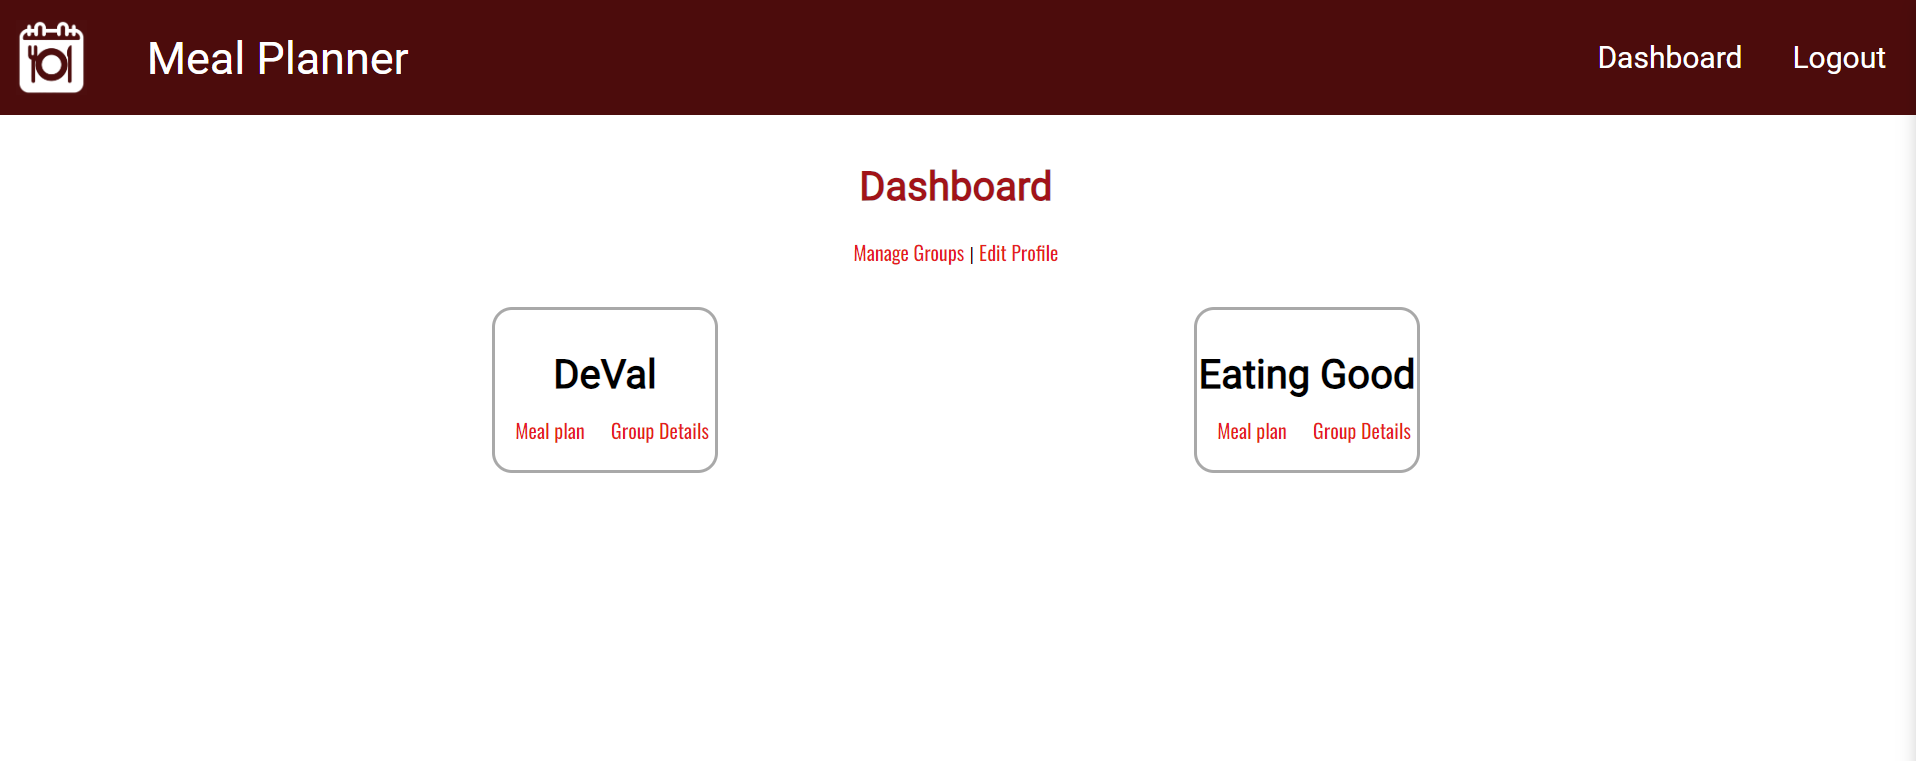 Meal Planner Dashboard Logout
Dashboard
Manage Groups | Edit Profile
DeVal
Meal plan Group Details
Eating Good
Meal plan Group Details